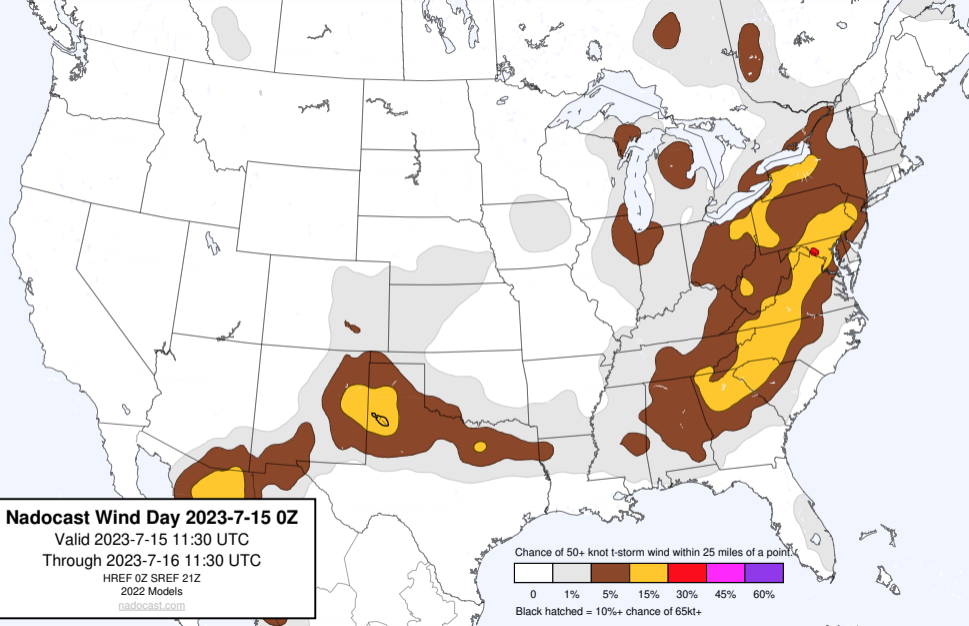 Nadocast Wind Day 2023-7-15 0Z
Valid 2023-7-15 11:30 UTC
Through 2023-7-16 11:30 UTC
HREF 0Z SREF 21Z
2022 Models
nadocast.com
Chance of 50+ knot t-storm wind within 25 miles of a point.
0 1% 5% 15% 30% 45% 60%
Black hatched = 10%+ chance of 65kt+